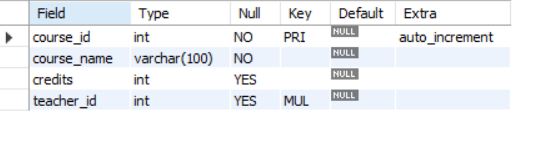 Field Type Null Key Default Extra
course_id int NO PRI NULL auto_increment
course_name varchar(100) NO NULL
credits int YES NULL
teacher_id int YES MUL NULL